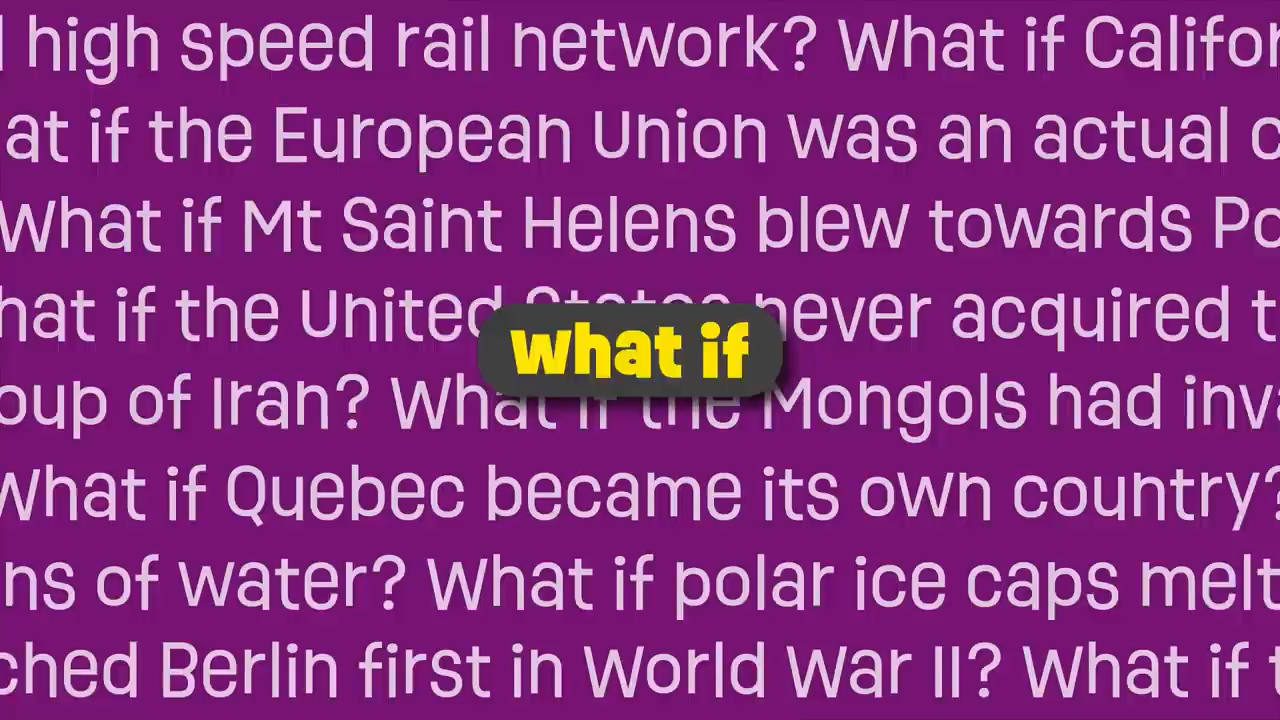 high speed rail network? What if Califor
at if the European Union was an actual c
What if Mt Saint Helens blew towards Po
hat if the United States never acquired t
what if
oup of Iran? What if the Mongols had inv
What if Quebec became its own country?
ns of water? What if polar ice caps melt
ched Berlin first in World War II? What if t